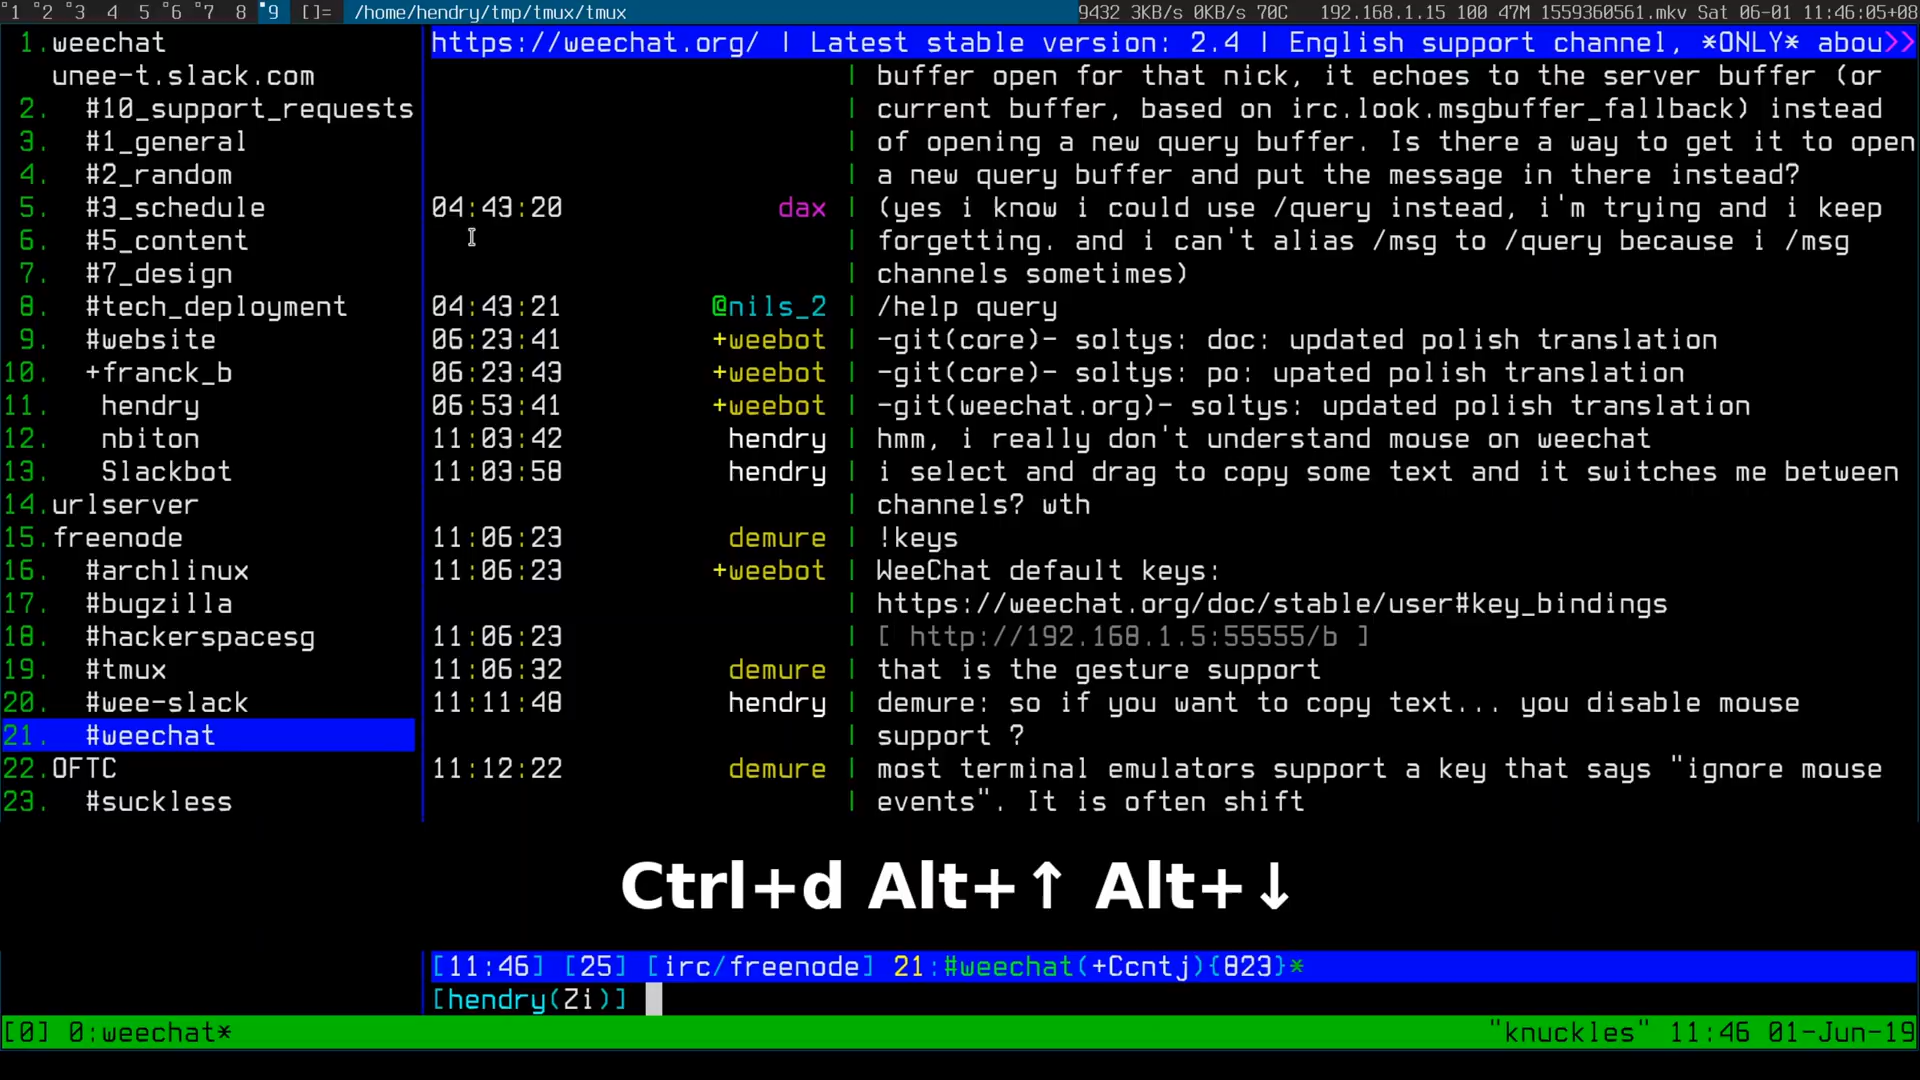 1 2 3 4 5 6 7 8 9 []= /home/hendry/tmp/tmux/tmux 9432 3KB/s 0KB/s 70C 192.168.1.15 100 47M 1559360561.mkv Sat 06-01 11:46:05+08
1.weechat https://weechat.org/ | Latest stable version: 2.4 | English support channel, *ONLY* abou>>
unee-t.slack.com | buffer open for that nick, it echoes to the server buffer (or
2. #10_support_requests | current buffer, based on irc.look.msgbuffer_fallback) instead
3. #1_general | of opening a new query buffer. Is there a way to get it to open
4. #2_random | a new query buffer and put the message in there instead?
5. #3_schedule 04:43:20 dax | (yes i know i could use /query instead, i'm trying and i keep
6. #5_content | forgetting. and i can't alias /msg to /query because i /msg
7. #7_design | channels sometimes)
8. #tech_deployment 04:43:21 @nils_2 | /help query
9. #website 06:23:41 +weebot | -git(core)- soltys: doc: updated polish translation
10. +franck_b 06:23:43 +weebot | -git(core)- soltys: po: upated polish translation
11. hendry 06:53:41 +weebot | -git(weechat.org)- soltys: updated polish translation
12. nbiton 11:03:42 hendry | hmm, i really don't understand mouse on weechat
13. Slackbot 11:03:58 hendry | i select and drag to copy some text and it switches me between
14.urlserver | channels? wth
15.freenode 11:06:23 demure | !keys
16. #archlinux 11:06:23 +weebot | WeeChat default keys:
17. #bugzilla | https://weechat.org/doc/stable/user#key_bindings
18. #hackerspacesg 11:06:23 | [ http://192.168.1.5:55555/b ]
19. #tmux 11:06:32 demure | that is the gesture support
20. #wee-slack 11:11:48 hendry | demure: so if you want to copy text... you disable mouse
21. #weechat | support ?
22.OFTC 11:12:22 demure | most terminal emulators support a key that says "ignore mouse
23. #suckless | events". It is often shift
Ctrl+d Alt+↑ Alt+↓
[11:46] [25] [irc/freenode] 21:#weechat(+Ccntj){823}*
[hendry(Zi)]
[0] 0:weechat* "knuckles" 11:46 01-Jun-19